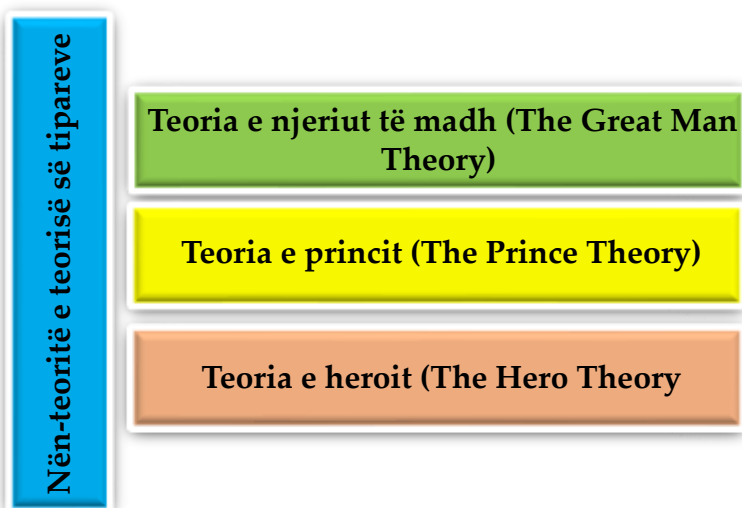 Nën-teoritë e teorisë së tipareve
Teoria e njeriut të madh (The Great Man
Theory)
Teoria e princit (The Prince Theory)
Teoria e heroit (The Hero Theory